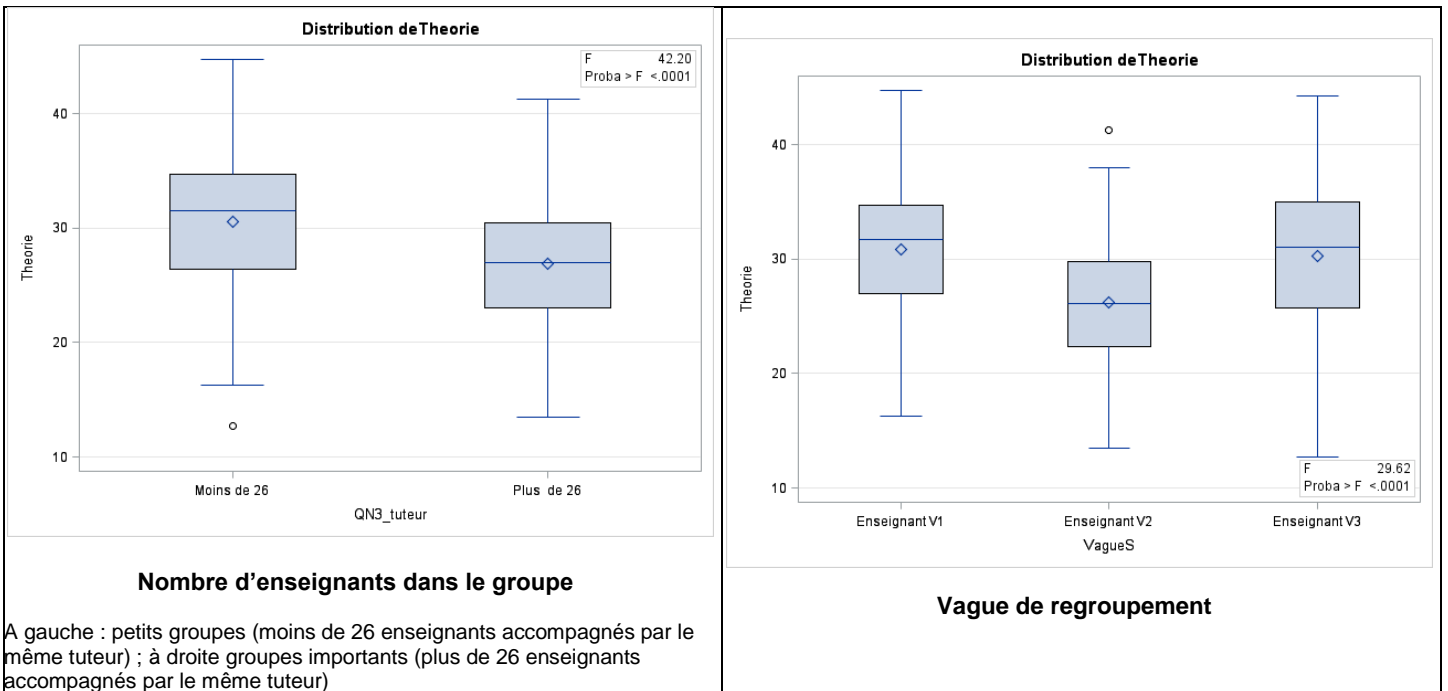 Distribution deTheorie
F 42.20
Proba > F <.0001
40
30
20
10
Theorie
Moins de 26
Plus de 26
QN3_tuteur
Nombre d’enseignants dans le groupe
A gauche : petits groupes (moins de 26 enseignants accompagnés par le
même tuteur) ; à droite groupes importants (plus de 26 enseignants
accompagnés par le même tuteur)
Distribution deTheorie
40
30
20
10
Theorie
F 29.62
Proba > F <.0001
Enseignant V1
Enseignant V2
Enseignant V3
VagueS
Vague de regroupement